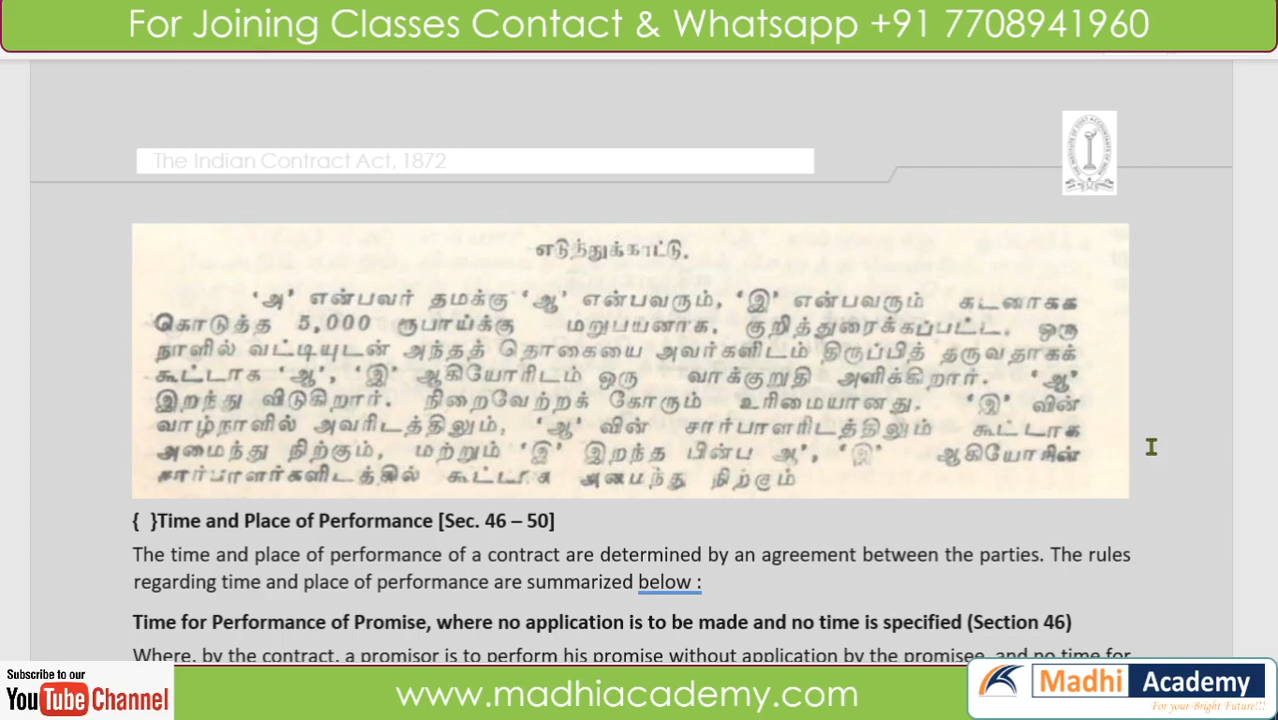 For Joining Classes Contact & Whatsapp +91 7708941960
The Indian Contract Act, 1872
எடுத்துக்காட்டு.
'அ' என்பவர் தமக்கு 'ஆ' என்பவரும், 'இ' என்பவரும் கடனாகக
கொடுத்த 5,000 ரூபாய்க்கு மறுபயனாக, குறித்துரைக்கப்பட்ட. ஒரு
நாளில் வட்டியுடன் அந்தத் தொகையை அவர்களிடம் திருப்பித் தருவதாகக்
கூட்டாக 'ஆ', 'இ' ஆகியோரிடம் ஒரு வாக்குறுதி அளிக்கிறார். 'ஆ'
இறந்து விடுகிறார். நிறைவேற்றக் கோரும் உரிமையானது. 'இ' வின்
வாழ்நாளில் அவரிடத்திலும், 'ஆ' வின் சார்பாளரிடத்திலும் கூட்டாக
அமைந்து நிற்கும், மற்றும் 'இ' இறந்த பின்பு ஆ', 'இ' ஆகியோரின்
சார்பாளர்களிடத்தில் கூட்டாக அமைந்து நிற்கும்
{ }Time and Place of Performance [Sec. 46 – 50]
The time and place of performance of a contract are determined by an agreement between the parties. The rules
regarding time and place of performance are summarized below :
Time for Performance of Promise, where no application is to be made and no time is specified (Section 46)
Where, by the contract, a promisor is to perform his promise without application by the promisee, and no time for
Subscribe to our
YouTube Channel
www.madhiacademy.com
Madhi Academy
For your Bright Future!!!